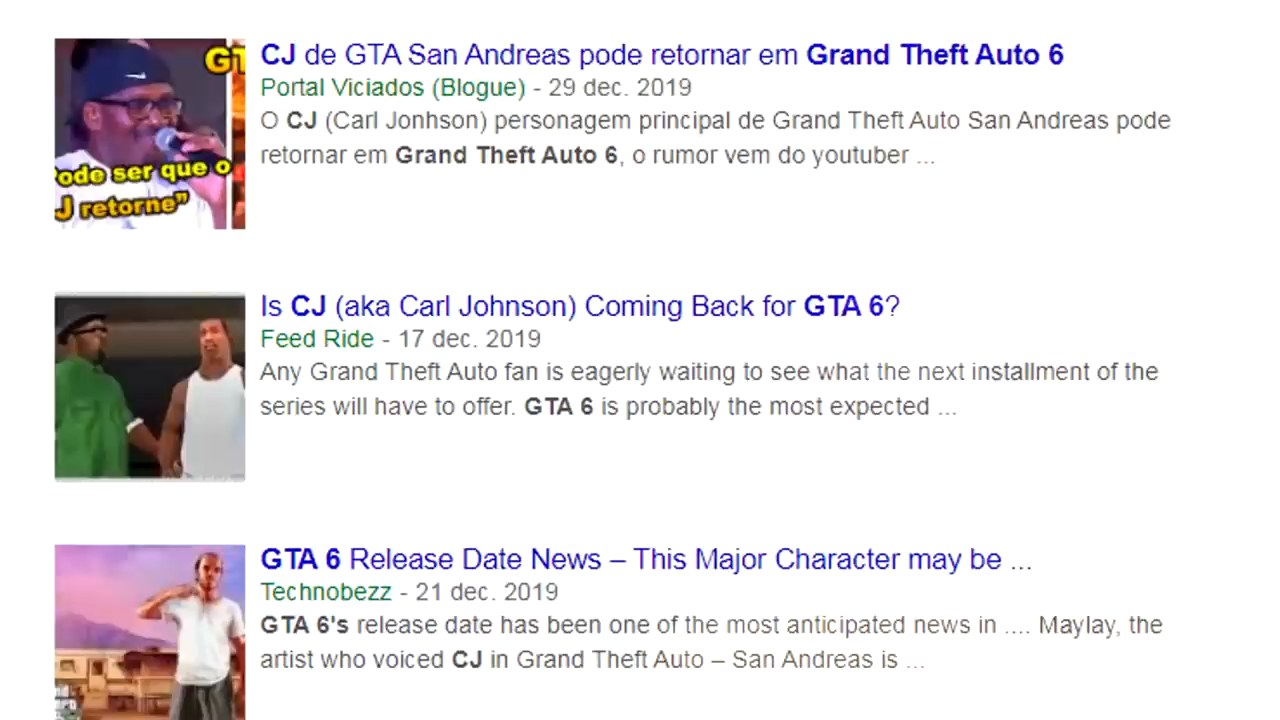 GT
ode ser que o
J retorne”
CJ de GTA San Andreas pode retornar em Grand Theft Auto 6
Portal Viciados (Blogue) - 29 dec. 2019
O CJ (Carl Jonhson) personagem principal de Grand Theft Auto San Andreas pode
retornar em Grand Theft Auto 6, o rumor vem do youtuber ...
Is CJ (aka Carl Johnson) Coming Back for GTA 6?
Feed Ride - 17 dec. 2019
Any Grand Theft Auto fan is eagerly waiting to see what the next installment of the
series will have to offer. GTA 6 is probably the most expected ...
GTA 6 Release Date News – This Major Character may be ...
Technobezz - 21 dec. 2019
GTA 6's release date has been one of the most anticipated news in .... Maylay, the
artist who voiced CJ in Grand Theft Auto – San Andreas is ...